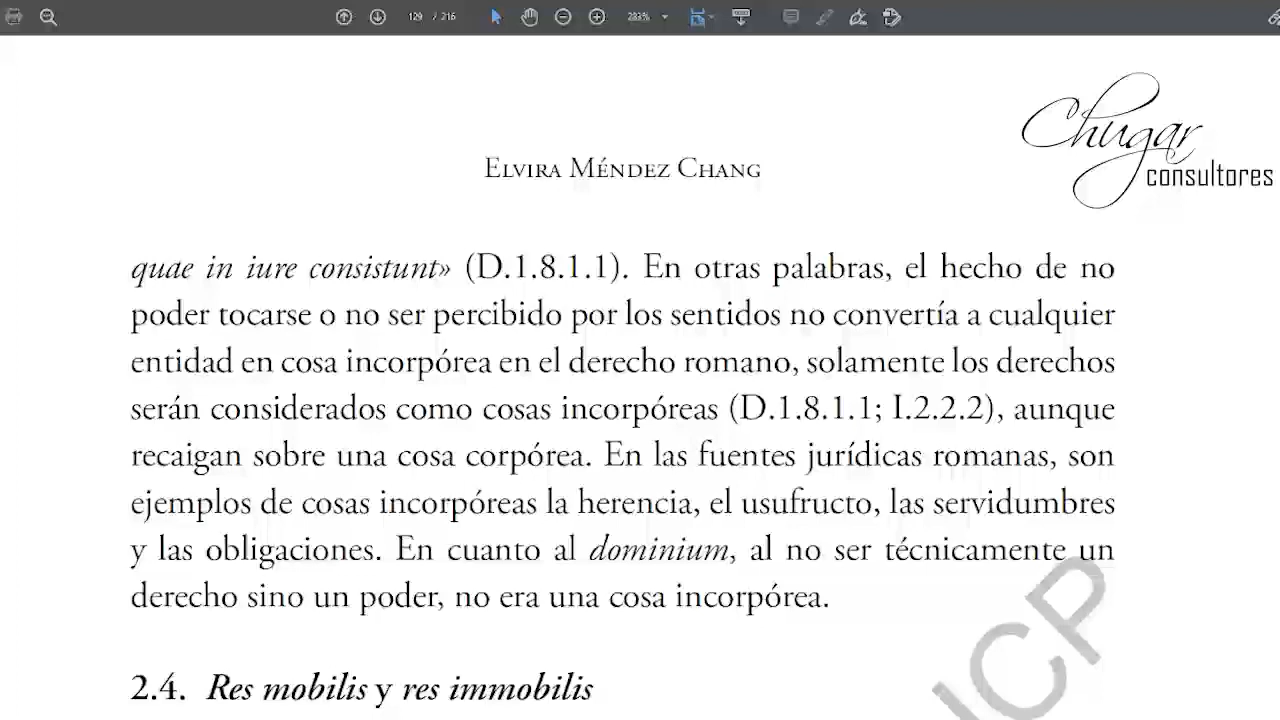 129 / 216
283%
Chugar
consultores
Elvira Méndez Chang
quae in iure consistunt» (D.1.8.1.1). En otras palabras, el hecho de no
poder tocarse o no ser percibido por los sentidos no convertía a cualquier
entidad en cosa incorpórea en el derecho romano, solamente los derechos
serán considerados como cosas incorpóreas (D.1.8.1.1; I.2.2.2), aunque
recaigan sobre una cosa corpórea. En las fuentes jurídicas romanas, son
ejemplos de cosas incorpóreas la herencia, el usufructo, las servidumbres
y las obligaciones. En cuanto al dominium, al no ser técnicamente un
derecho sino un poder, no era una cosa incorpórea.
2.4. Res mobilis y res immobilis